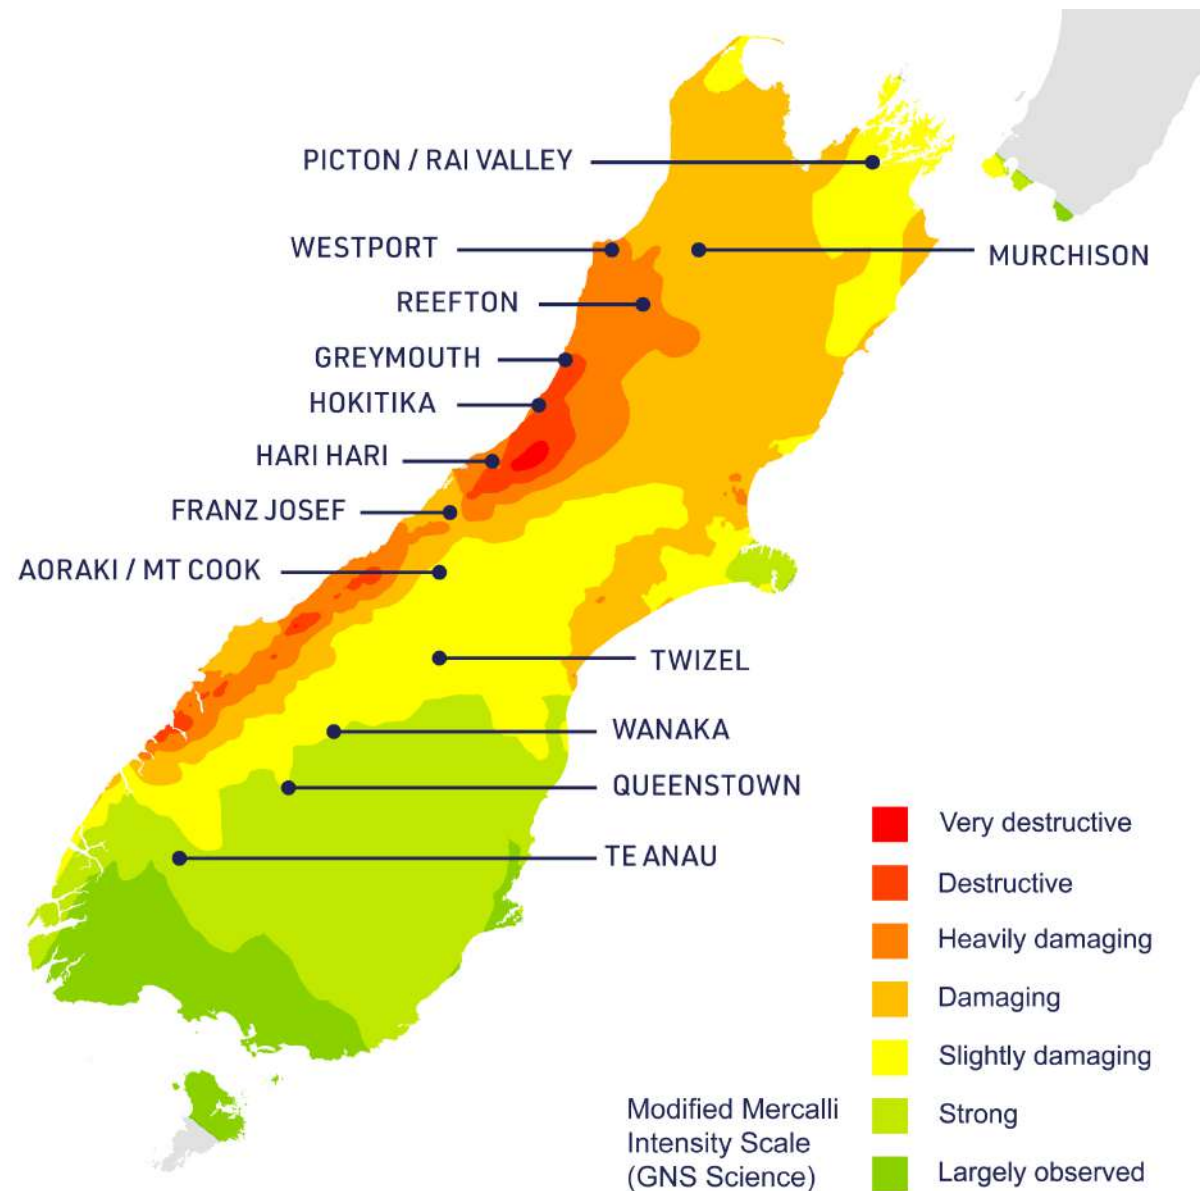 PICTON / RAI VALLEY
WESTPORT
MURCHISON
REEFTON
GREYMOUTH
HOKITIKA
HARI HARI
FRANZ JOSEF
AORAKI / MT COOK
TWIZEL
WANAKA
QUEENSTOWN
TE ANAU
Very destructive
Destructive
Heavily damaging
Damaging
Slightly damaging
Strong
Largely observed
Modified Mercalli
Intensity Scale
(GNS Science)